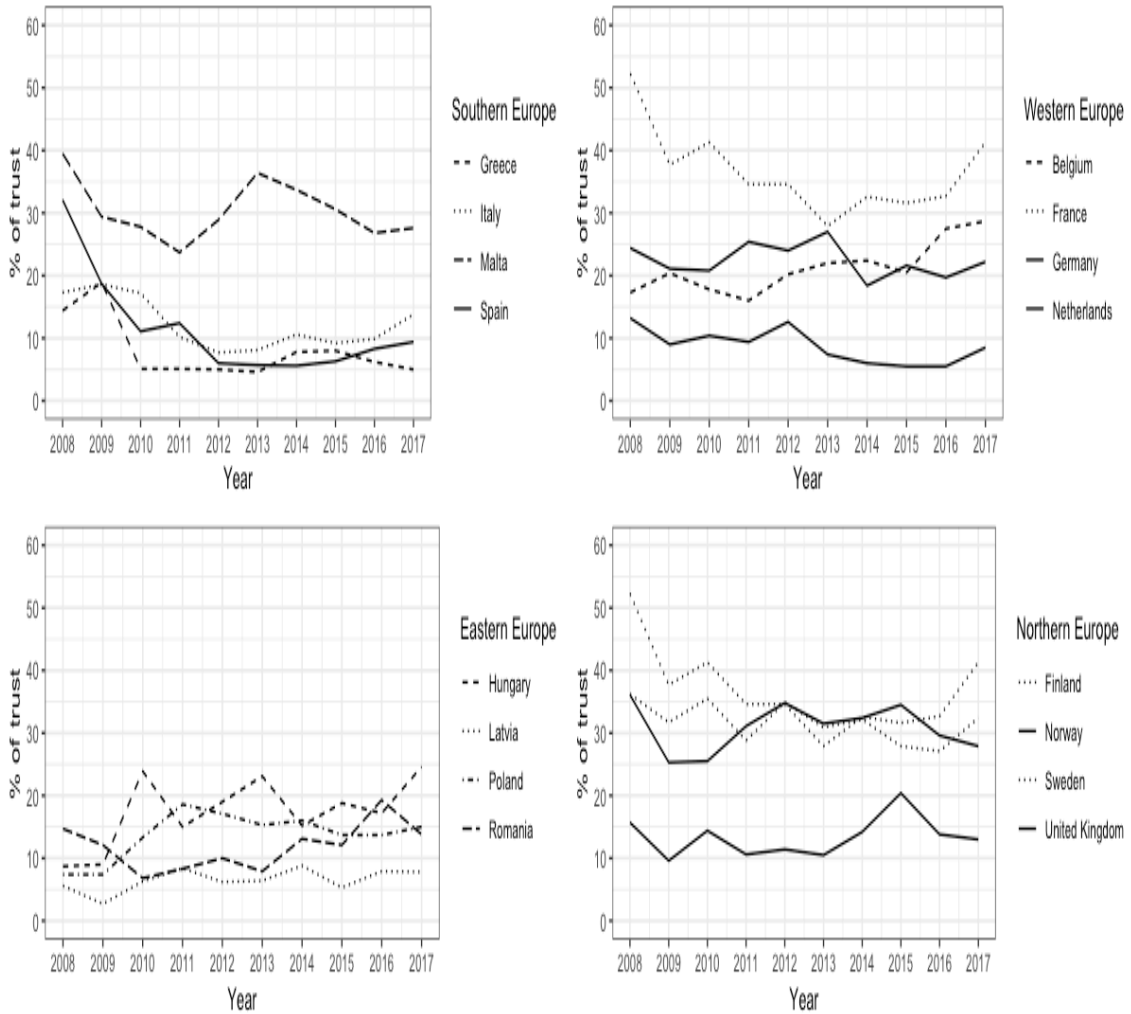 % of trust
60
50
40
30
20
10
0
2008 2009 2010 2011 2012 2013 2014 2015 2016 2017
Year
Southern Europe
Greece
Italy
Malta
Spain
% of trust
60
50
40
30
20
10
0
2008 2009 2010 2011 2012 2013 2014 2015 2016 2017
Year
Western Europe
Belgium
France
Germany
Netherlands
% of trust
60
50
40
30
20
10
0
2008 2009 2010 2011 2012 2013 2014 2015 2016 2017
Year
Eastern Europe
Hungary
Latvia
Poland
Romania
% of trust
60
50
40
30
20
10
0
2008 2009 2010 2011 2012 2013 2014 2015 2016 2017
Year
Northern Europe
Finland
Norway
Sweden
United Kingdom